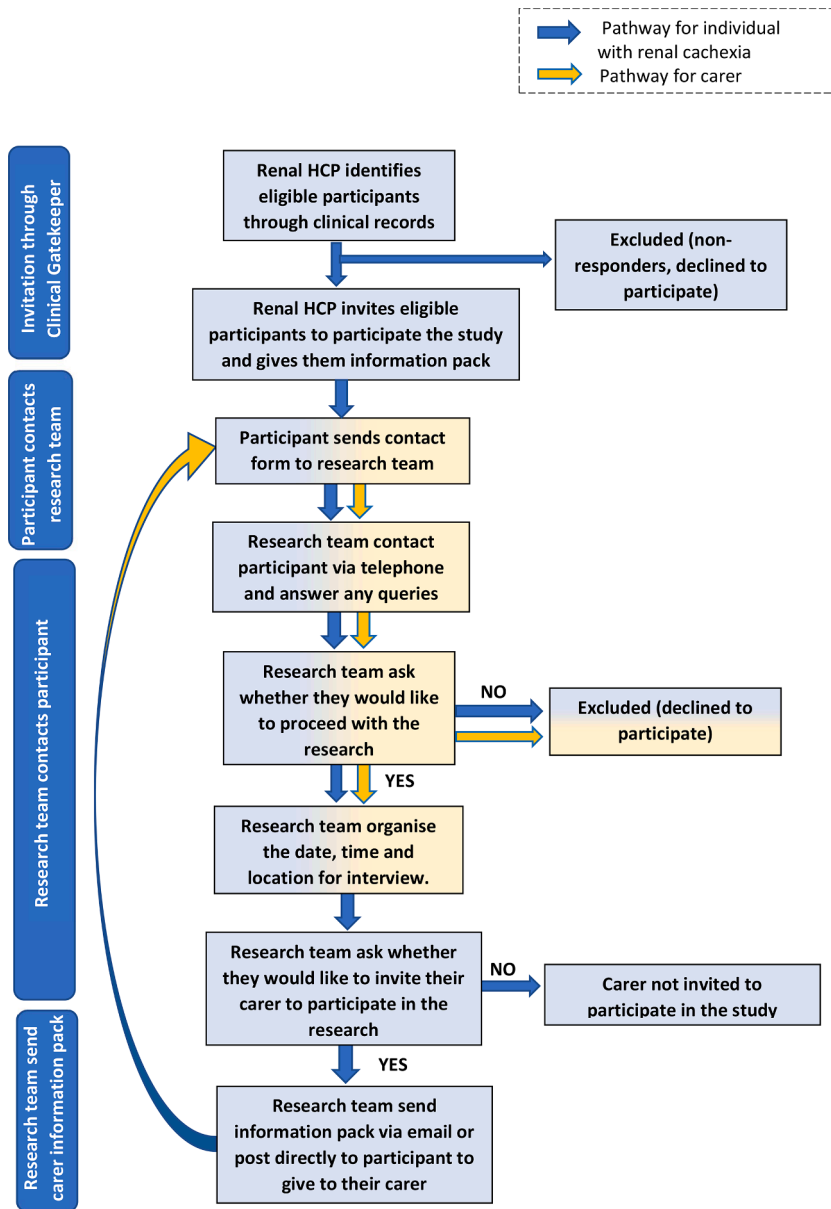 Pathway for individual
with renal cachexia
Pathway for carer
Invitation through
Clinical Gatekeeper
Renal HCP identifies
eligible participants
through clinical records
Excluded (non-
responders, declined to
participate)
Renal HCP invites eligible
participants to participate the study
and gives them information pack
Participant contacts
research team
Participant sends contact
form to research team
Research team contact
participant via telephone
and answer any queries
Research team contacts participant
Research team ask
whether they would like
to proceed with the
research
NO
Excluded (declined to
participate)
YES
Research team organise
the date, time and
location for interview.
Research team ask whether
they would like to invite their
carer to participate in the
research
NO
Carer not invited to
participate in the study
YES
Research team send
carer information pack
Research team send
information pack via email or
post directly to participant to
give to their carer